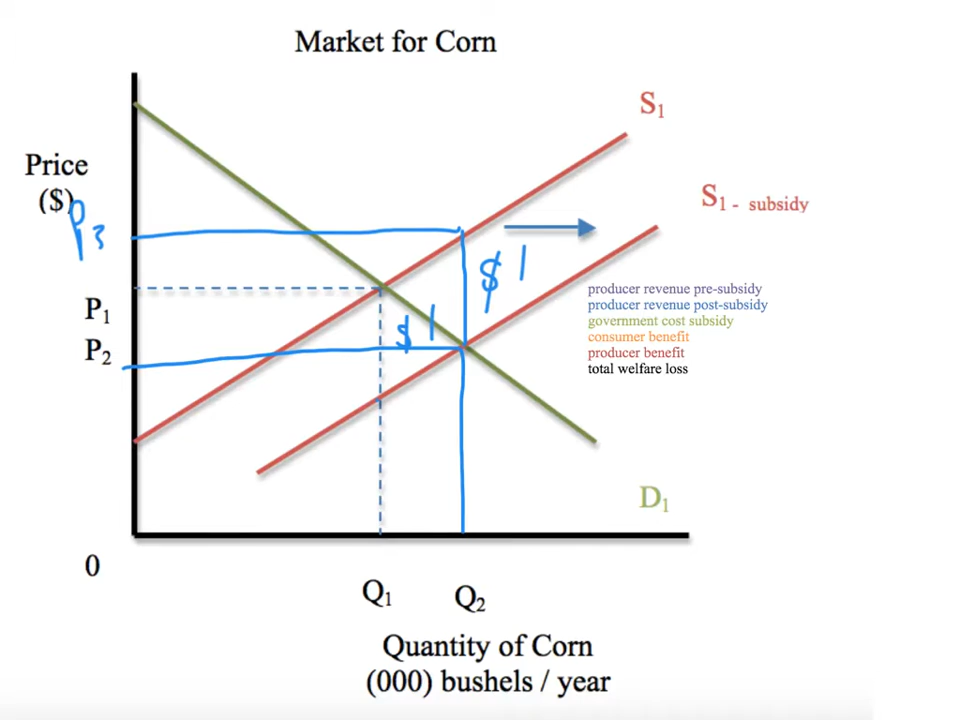 Market for Corn
S1
Price
($)
S1 - subsidy
P3
$1
producer revenue pre-subsidy
producer revenue post-subsidy
government cost subsidy
consumer benefit
producer benefit
total welfare loss
P1
$1
P2
D1
0
Q1
Q2
Quantity of Corn
(000) bushels / year